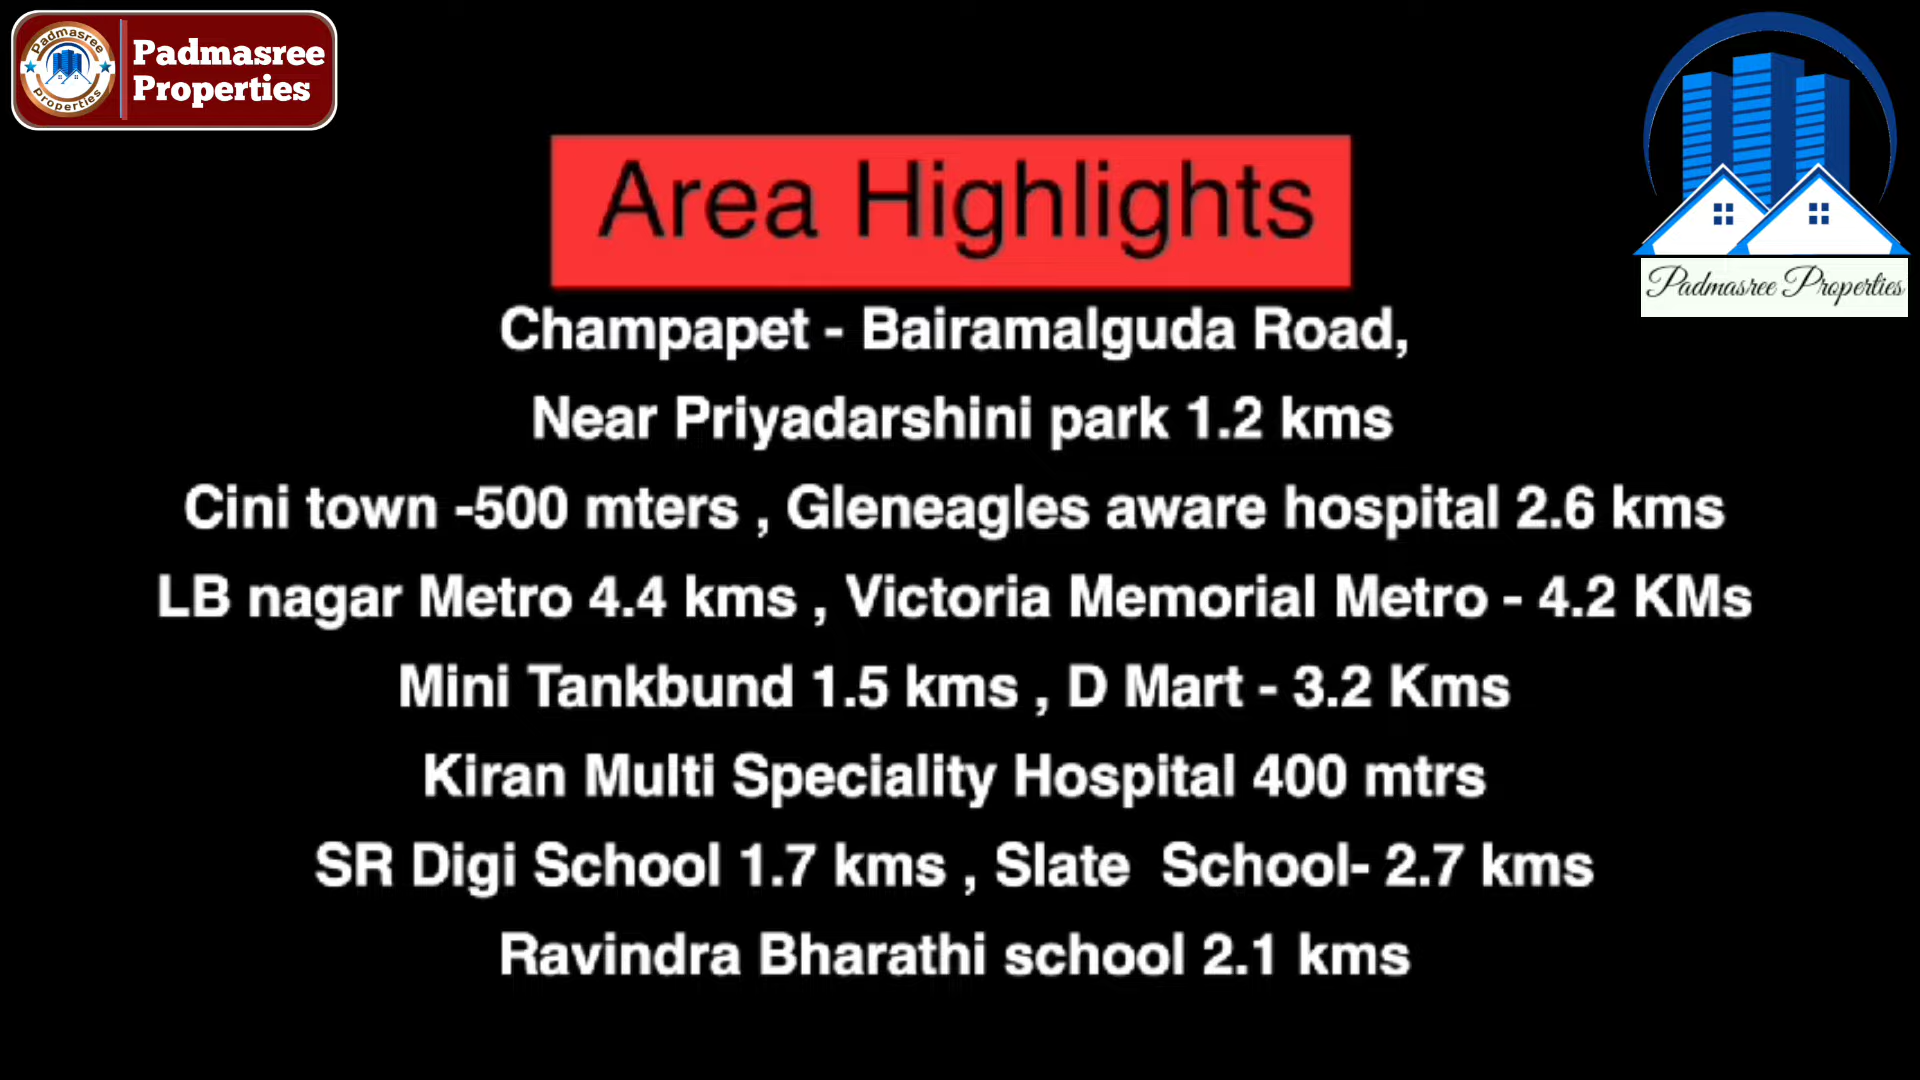 Padmasree
Properties
Padmasree
Properties
Area Highlights
Padmasree Properties
Champapet - Bairamalguda Road,
Near Priyadarshini park 1.2 kms
Cini town -500 mters , Gleneagles aware hospital 2.6 kms
LB nagar Metro 4.4 kms , Victoria Memorial Metro - 4.2 KMs
Mini Tankbund 1.5 kms , D Mart - 3.2 Kms
Kiran Multi Speciality Hospital 400 mtrs
SR Digi School 1.7 kms , Slate School- 2.7 kms
Ravindra Bharathi school 2.1 kms